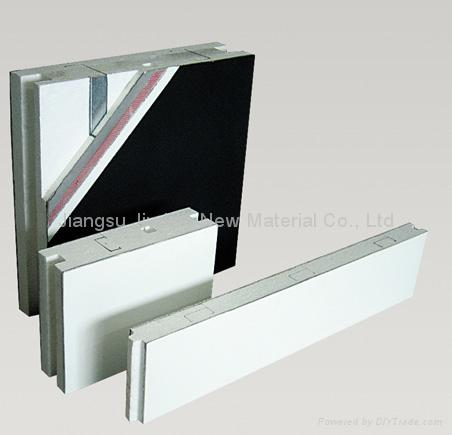 Jiangsu New Material Co., Ltd
Powered by DIYTrade.com